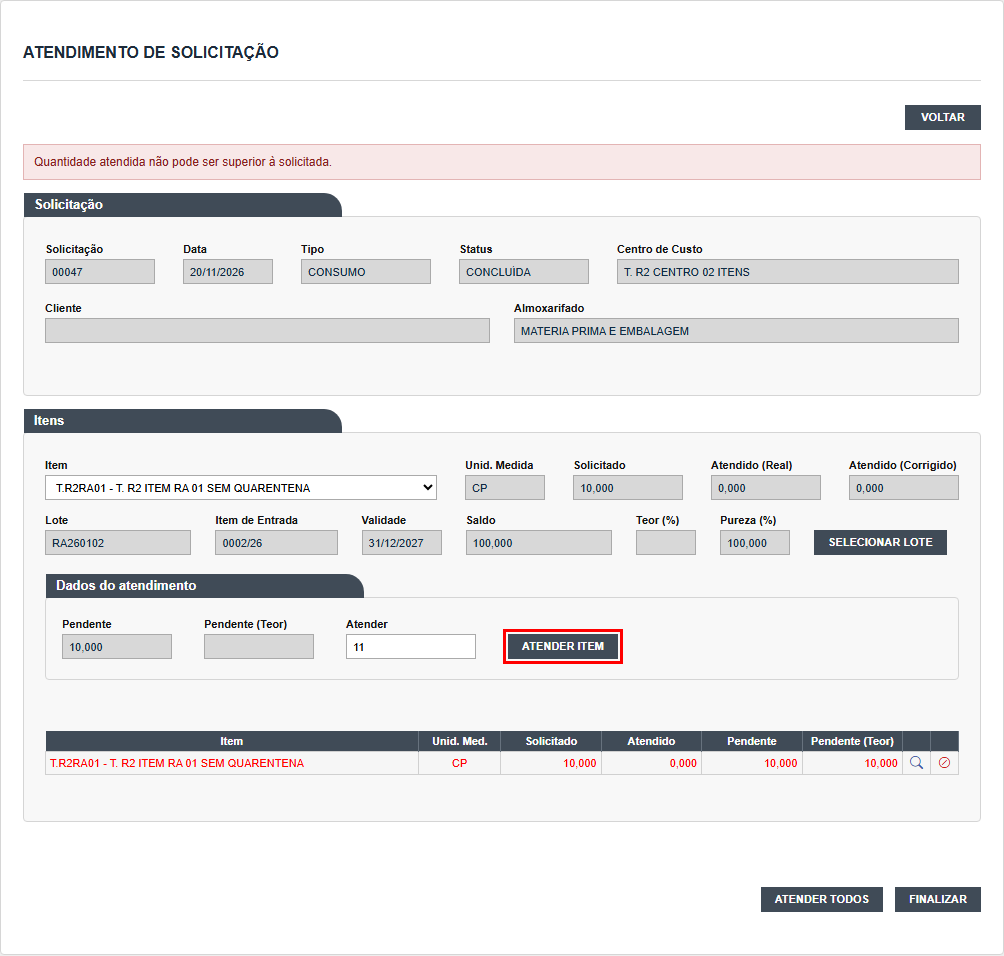 ATENDIMENTO DE SOLICITAÇÃO
VOLTAR
Quantidade atendida não pode ser superior à solicitada.
Solicitação
Solicitação Data Tipo Status Centro de Custo
00047 20/11/2026 CONSUMO CONCLUÍDA T. R2 CENTRO 02 ITENS
Cliente Almoxarifado
MATERIA PRIMA E EMBALAGEM
Itens
Item Unid. Medida Solicitado Atendido (Real) Atendido (Corrigido)
T.R2RA01 - T. R2 ITEM RA 01 SEM QUARENTENA CP 10,000 0,000 0,000
Lote Item de Entrada Validade Saldo Teor (%) Pureza (%)
RA260102 0002/26 31/12/2027 100,000 100,000 SELECIONAR LOTE
Dados do atendimento
Pendente Pendente (Teor) Atender
10,000 11 ATENDER ITEM
Item Unid. Med. Solicitado Atendido Pendente Pendente (Teor)
T.R2RA01 - T. R2 ITEM RA 01 SEM QUARENTENA CP 10,000 0,000 10,000 10,000
ATENDER TODOS FINALIZAR